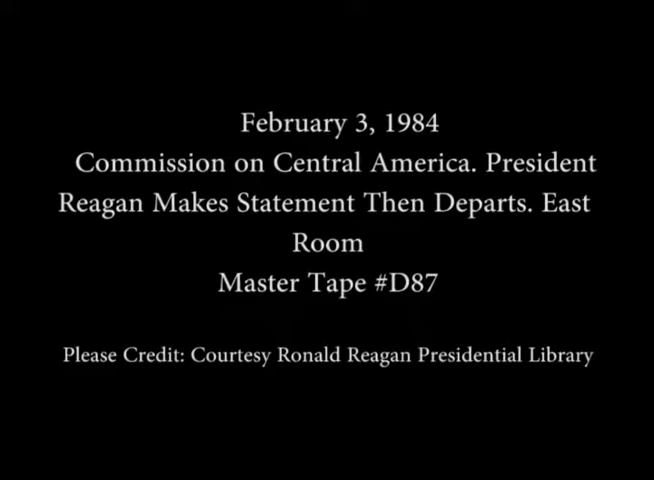 February 3, 1984
Commission on Central America. President
Reagan Makes Statement Then Departs. East
Room
Master Tape #D87
Please Credit: Courtesy Ronald Reagan Presidential Library